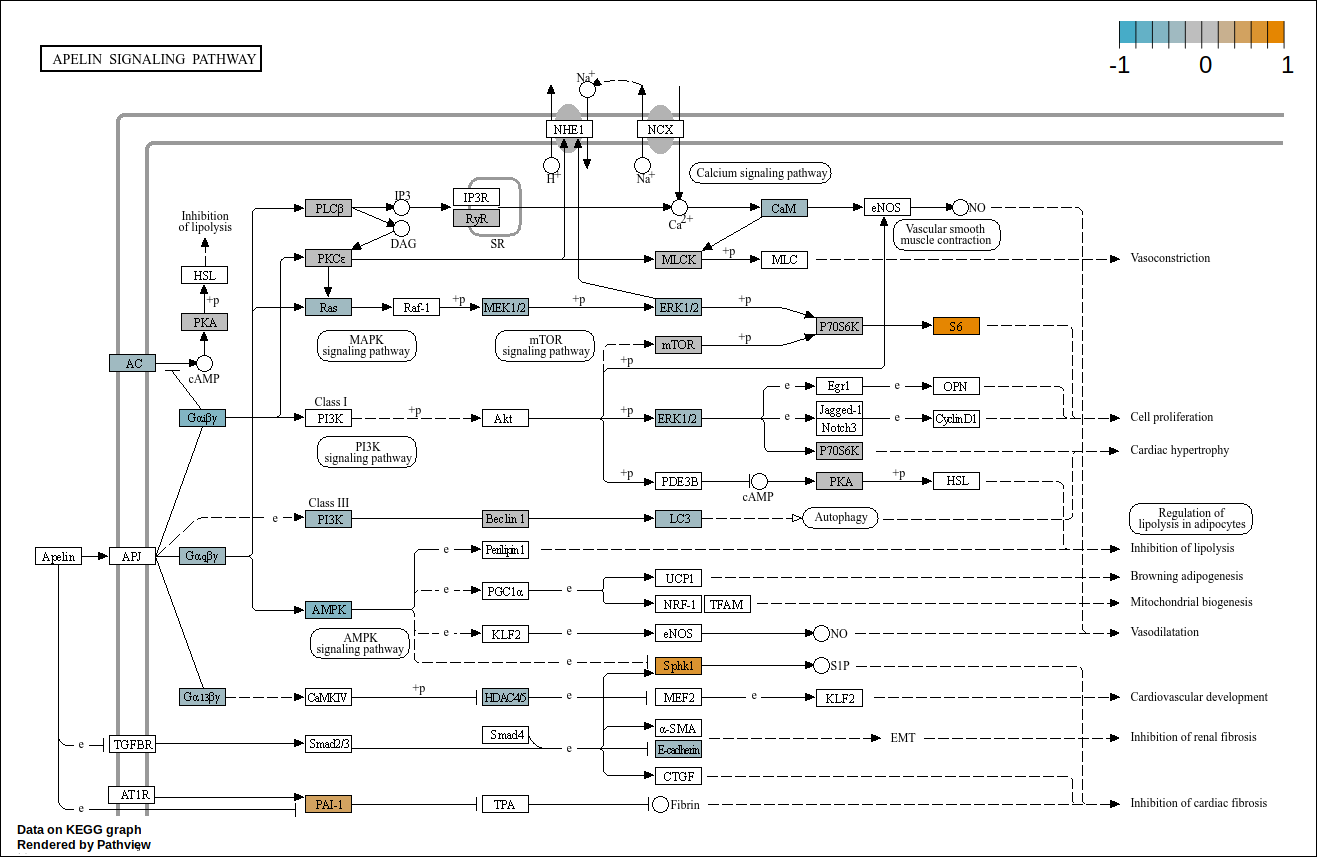 APELIN SIGNALING PATHWAY
-1 0 1
Na+
NHE1 NCX
H+ Na+
Calcium signaling pathway
Inhibition
of lipolysis
PLCβ IP3 IP3R
RyR
DAG SR
Ca2+ CaM eNOS NO
Vascular smooth
muscle contraction
HSL PKCε MLCK +p MLC Vasoconstriction
+p
PKA Ras Raf-1 +p MEK1/2 +p ERK1/2 +p
P70S6K S6
MAPK
signaling pathway
mTOR
signaling pathway
mTOR +p
+p
AC
cAMP
Class I
Gαiβγ PI3K +p Akt +p ERK1/2
e Egr1 e OPN
e Jagged-1
Notch3
e CyclinD1 Cell proliferation
P70S6K Cardiac hypertrophy
PI3K
signaling pathway
+p PDE3B cAMP PKA +p HSL
Class III
e PI3K Beclin 1 LC3 Autophagy
Regulation of
lipolysis in adipocytes
Apelin APJ Gαqβγ e Perilipin1 Inhibition of lipolysis
UCP1 Browning adipogenesis
e PGC1α e
NRF-1 TFAM Mitochondrial biogenesis
AMPK
e KLF2 e eNOS NO Vasodilatation
AMPK
signaling pathway
e Sphk1 S1P
Gα13βγ CaMKIV +p HDAC4/5 e MEF2 e KLF2 Cardiovascular development
α-SMA
Smad4 EMT Inhibition of renal fibrosis
e TGFBR Smad2/3 e E-cadherin
CTGF
AT1R
e PAI-1 TPA Fibrin Inhibition of cardiac fibrosis
Data on KEGG graph
Rendered by Pathview